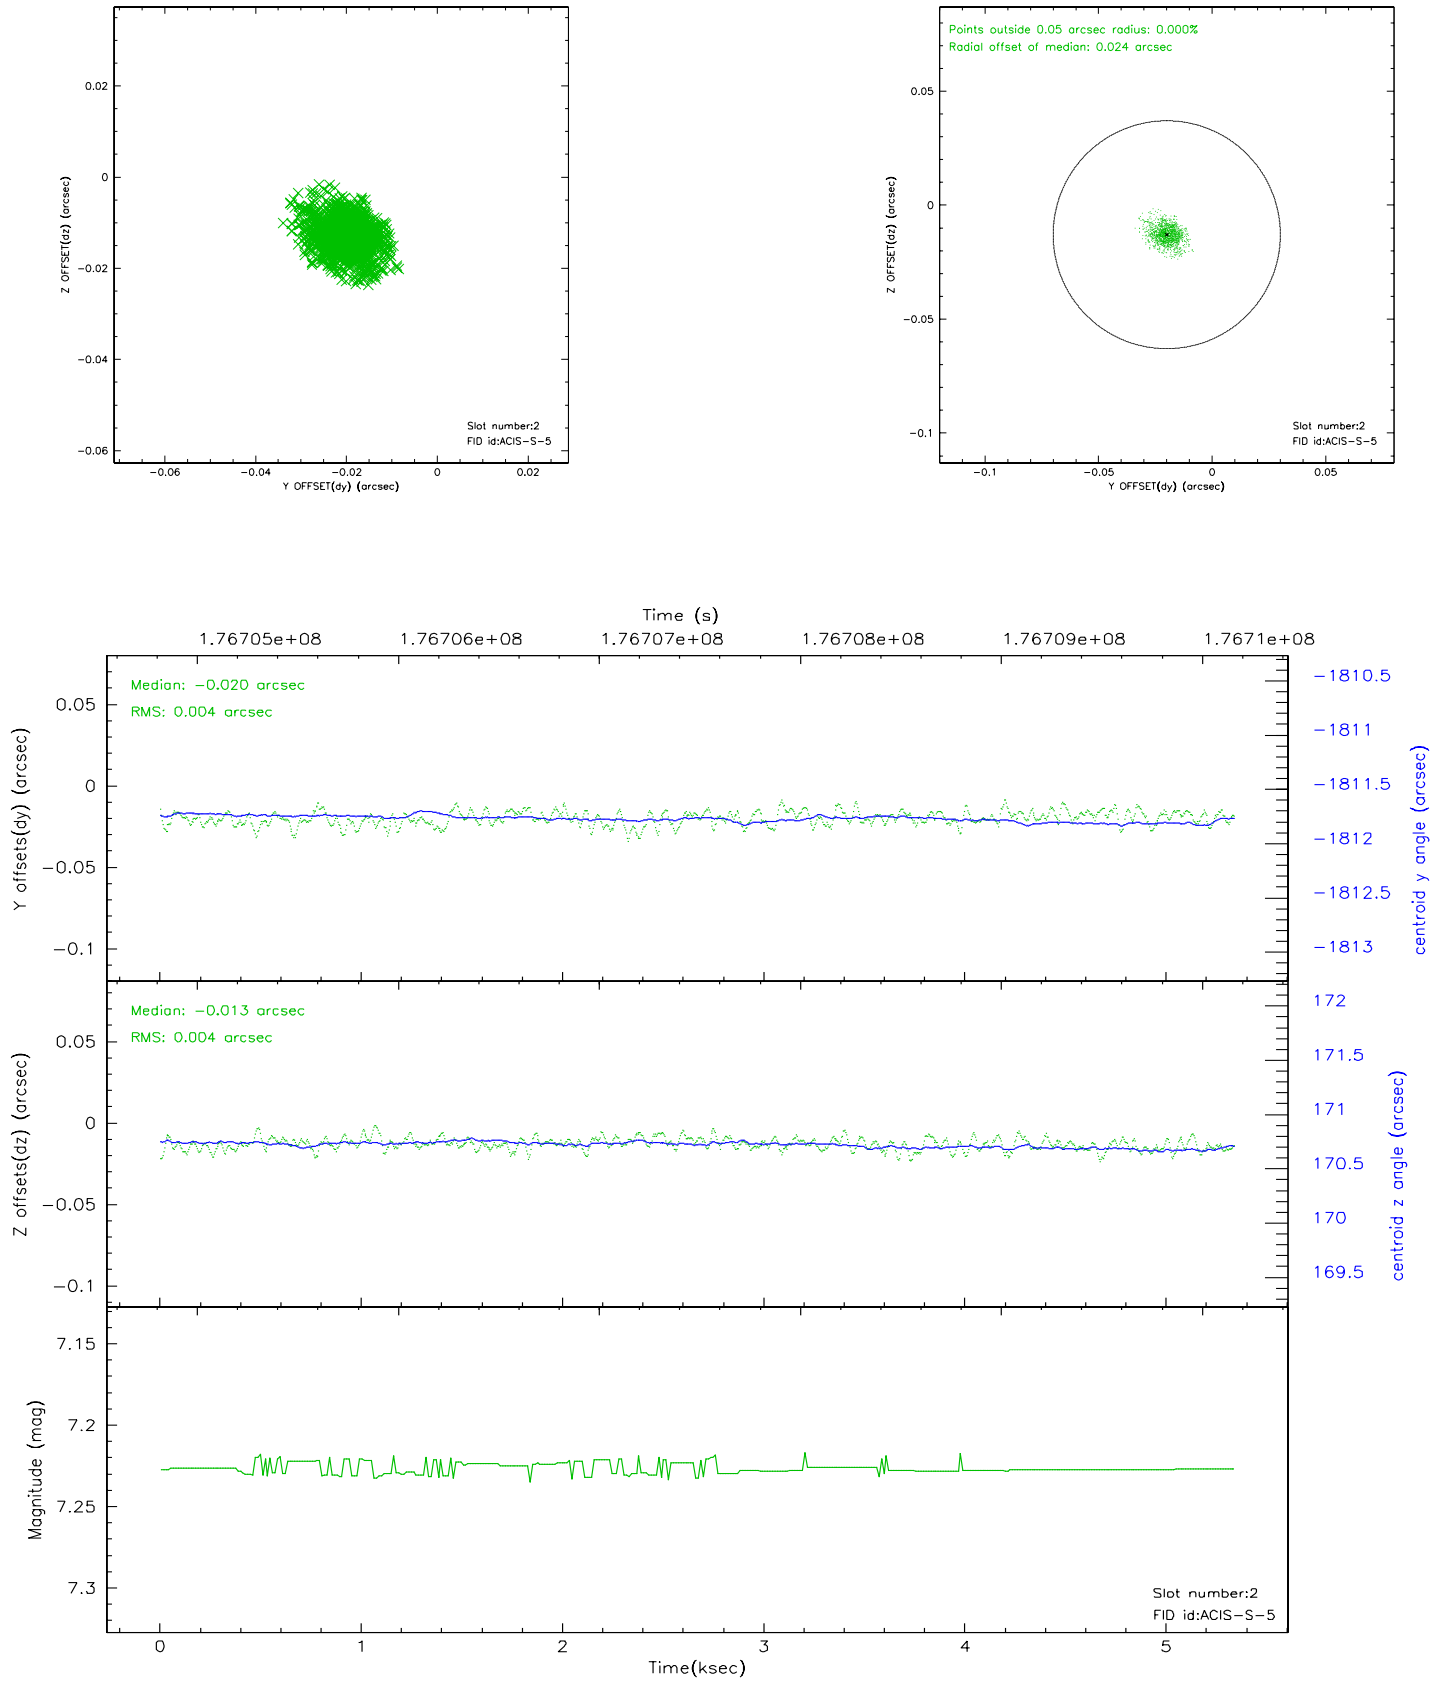 0.02
0
−0.02
−0.04
−0.06
Z OFFSET(dz) (arcsec)
Slot number:2
FID id:ACIS−S−5
−0.06 −0.04 −0.02 0 0.02
Y OFFSET(dy) (arcsec)
Points outside 0.05 arcsec radius: 0.000%
Radial offset of median: 0.024 arcsec
0.05
0
−0.05
−0.1
Z OFFSET(dz) (arcsec)
Slot number:2
FID id:ACIS−S−5
−0.1 −0.05 0 0.05
Y OFFSET(dy) (arcsec)
Time (s)
1.76705e+08 1.76706e+08 1.76707e+08 1.76708e+08 1.76709e+08 1.7671e+08
Median: −0.020 arcsec
RMS: 0.004 arcsec
0.05
0
−0.05
−0.1
Y offsets(dy) (arcsec)
−1810.5
−1811
−1811.5
−1812
−1812.5
−1813
centroid y angle (arcsec)
Median: −0.013 arcsec
RMS: 0.004 arcsec
0.05
0
−0.05
−0.1
Z offsets(dz) (arcsec)
172
171.5
171
170.5
170
169.5
centroid z angle (arcsec)
7.15
7.2
7.25
7.3
Magnitude (mag)
Slot number:2
FID id:ACIS−S−5
0 1 2 3 4 5
Time(ksec)